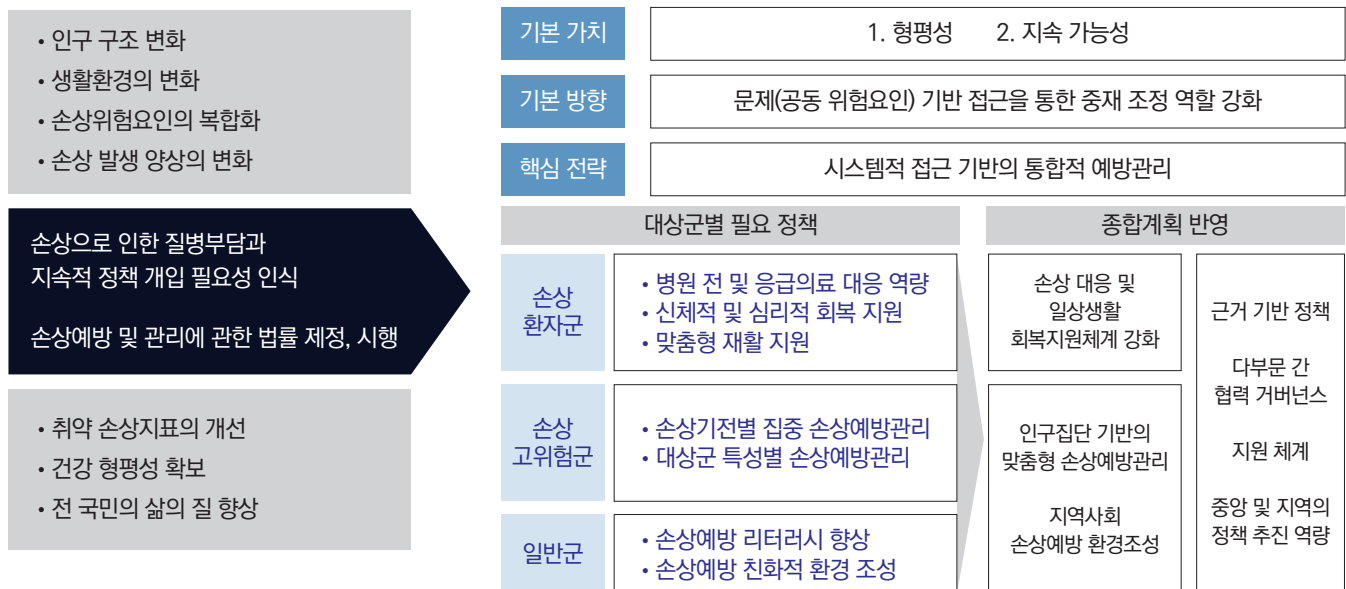 • 인구 구조 변화
• 생활환경의 변화
• 손상위험요인의 복합화
• 손상 발생 양상의 변화
손상으로 인한 질병부담과
지속적 정책 개입 필요성 인식
손상예방 및 관리에 관한 법률 제정, 시행
• 취약 손상지표의 개선
• 건강 형평성 확보
• 전 국민의 삶의 질 향상
기본 가치
1. 형평성 2. 지속 가능성
기본 방향
문제(공동 위험요인) 기반 접근을 통한 중재 조정 역할 강화
핵심 전략
시스템적 접근 기반의 통합적 예방관리
대상군별 필요 정책
손상
환자군
• 병원 전 및 응급의료 대응 역량
• 신체적 및 심리적 회복 지원
• 맞춤형 재활 지원
손상
고위험군
• 손상기전별 집중 손상예방관리
• 대상군 특성별 손상예방관리
일반군
• 손상예방 리터러시 향상
• 손상예방 친화적 환경 조성
종합계획 반영
손상 대응 및
일상생활
회복지원체계 강화
인구집단 기반의
맞춤형 손상예방관리
지역사회
손상예방 환경조성
근거 기반 정책
다부문 간
협력 거버넌스
지원 체계
중앙 및 지역의
정책 추진 역량